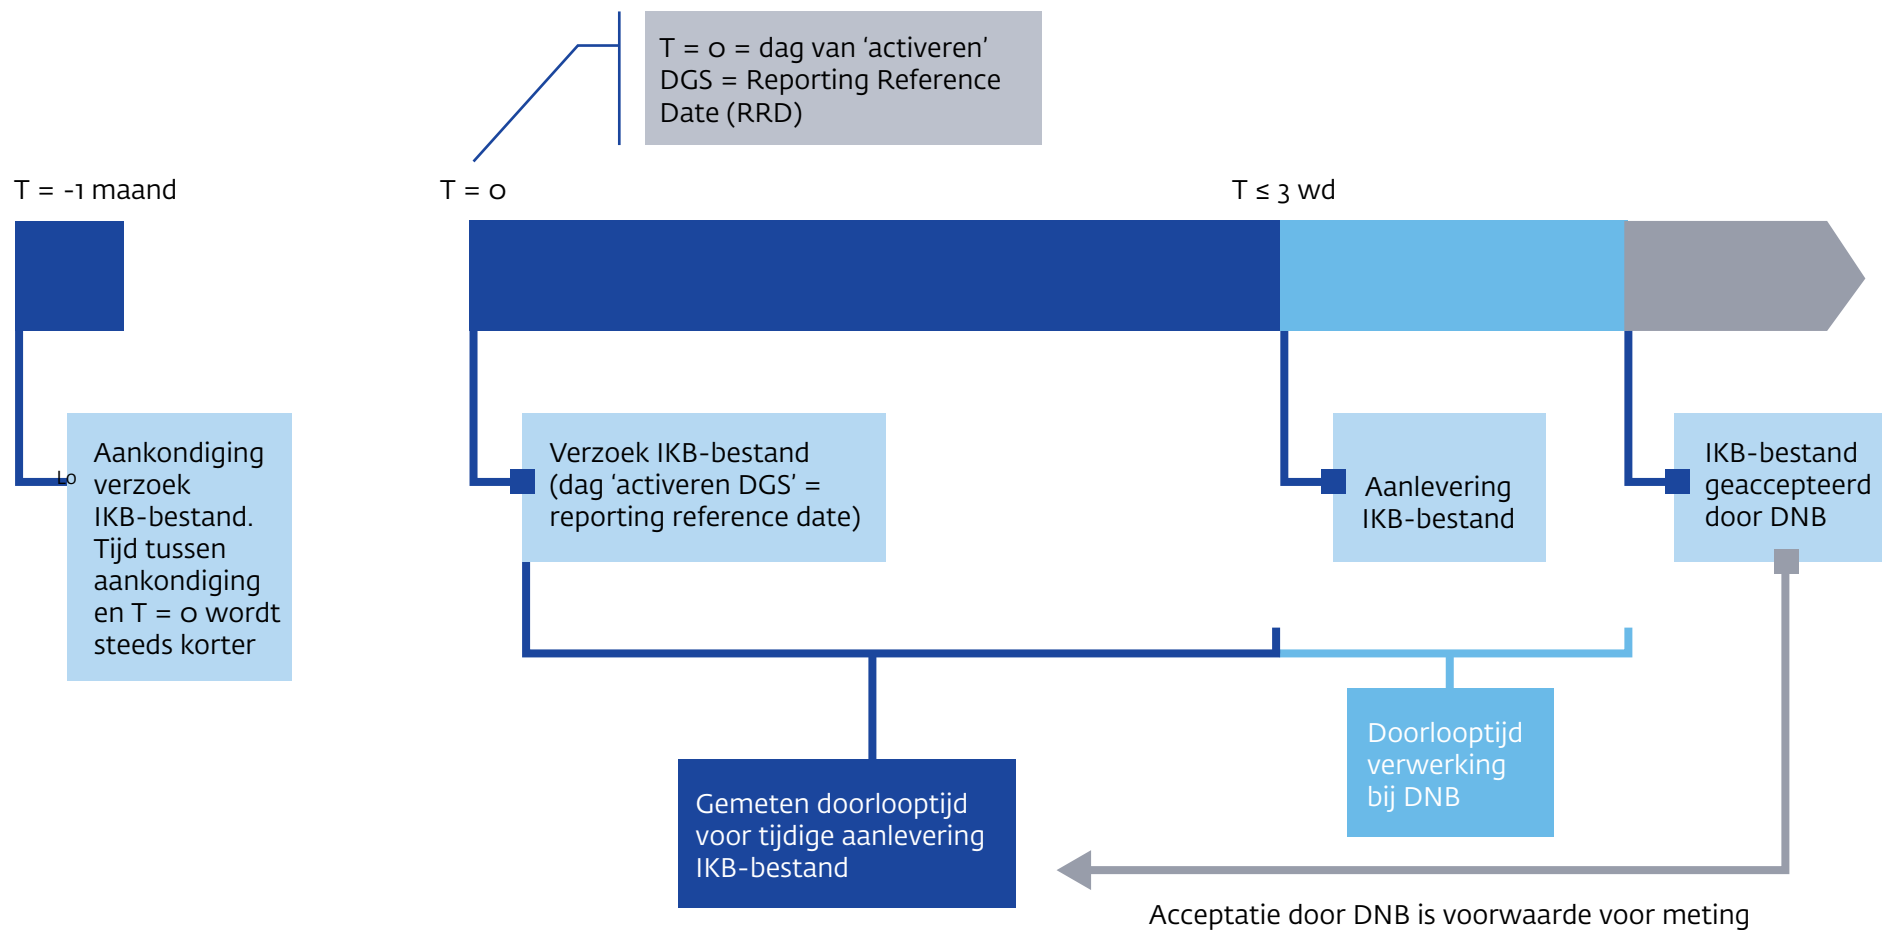 T = 0 = dag van ‘activeren’
DGS = Reporting Reference
Date (RRD)
T = -1 maand
T = 0
T ≤ 3 wd
Lo
Aankondiging
verzoek
IKB-bestand.
Tijd tussen
aankondiging
en T = 0 wordt
steeds korter
Verzoek IKB-bestand
(dag ‘activeren DGS’ =
reporting reference date)
Aanlevering
IKB-bestand
IKB-bestand
geaccepteerd
door DNB
Gemeten doorlooptijd
voor tijdige aanlevering
IKB-bestand
Doorlooptijd
verwerking
bij DNB
Acceptatie door DNB is voorwaarde voor meting